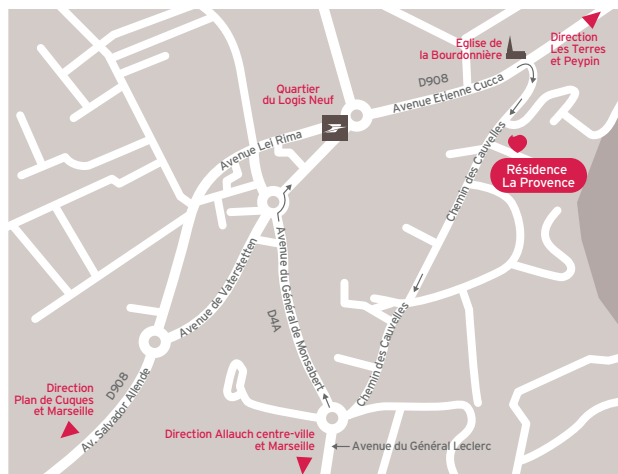 Direction
Les Terres
et Peypin
Église de
la Bourdonnière
D908
Avenue Etienne Cucca
Quartier
du Logis Neuf
Avenue Lei Rima
Chemin des Cauvelles
Résidence
La Provence
Avenue de Vaterstetten
Avenue du Général de Monsabert
D4A
Chemin des Cauvelles
D908
Av. Salvador Allende
Direction
Plan de Cuques
et Marseille
Direction Allauch centre-ville
et Marseille
Avenue du Général Leclerc